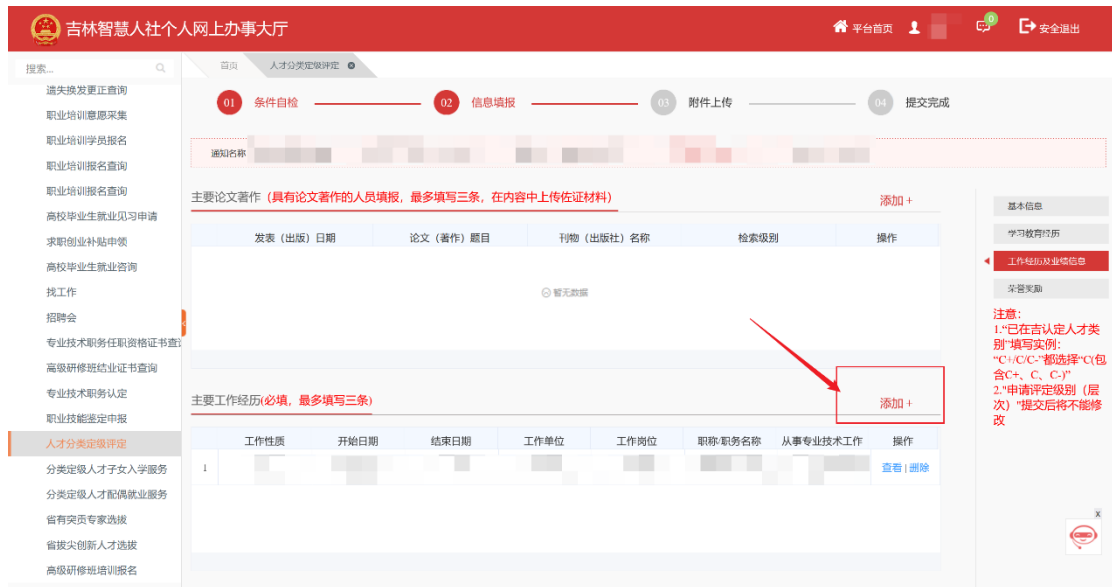 吉林智慧人社个人网上办事大厅
平台首页
0
安全退出
搜索...
遗失换发更正查询
职业培训意愿采集
职业培训学员报名
职业培训报名查询
职业培训报名查询
高校毕业生就业见习申请
求职创业补贴申领
高校毕业生就业咨询
找工作
招聘会
专业技术职务任职资格证书查询
高级研修班结业证书查询
专业技术职务认定
职业技能鉴定申报
人才分类定级评定
分类定级人才子女入学服务
分类定级人才配偶就业服务
省有突贡专家选拔
省拔尖创新人才选拔
高级研修班培训报名
首页 人才分类定级评定
01 条件自检 02 信息填报 03 附件上传 04 提交完成
通知名称
主要论文著作（具有论文著作的人员填报，最多填写三条，在内容中上传佐证材料） 添加 +
发表（出版）日期 论文（著作）题目 刊物（出版社）名称 检索级别 操作
暂无数据
主要工作经历(必填，最多填写三条) 添加 +
工作性质 开始日期 结束日期 工作单位 工作岗位 职称/职务名称 从事专业技术工作 操作
1 查看 | 删除
基本信息
学习教育经历
工作经历及业绩信息
荣誉奖励
注意：
1.“已在吉认定人才类
别”填写实例：
“C+/C/C-”都选择“C(包
含C+、C、C-)”
2."申请评定级别（层
次）"提交后将不能修
改
x